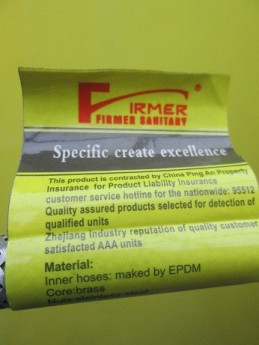 FIRMER
FIRMER SANITARY
Specific create excellence
This product is contracted by China Ping An Property
Insurance for Product Liability Insurance
customer service hotline for the nationwide: 95512
Quality assured products selected for detection of
qualified units
Zhejiang Industry reputation of quality customer
satisfacted AAA units
Material:
Inner hoses: maked by EPDM
Core:brass